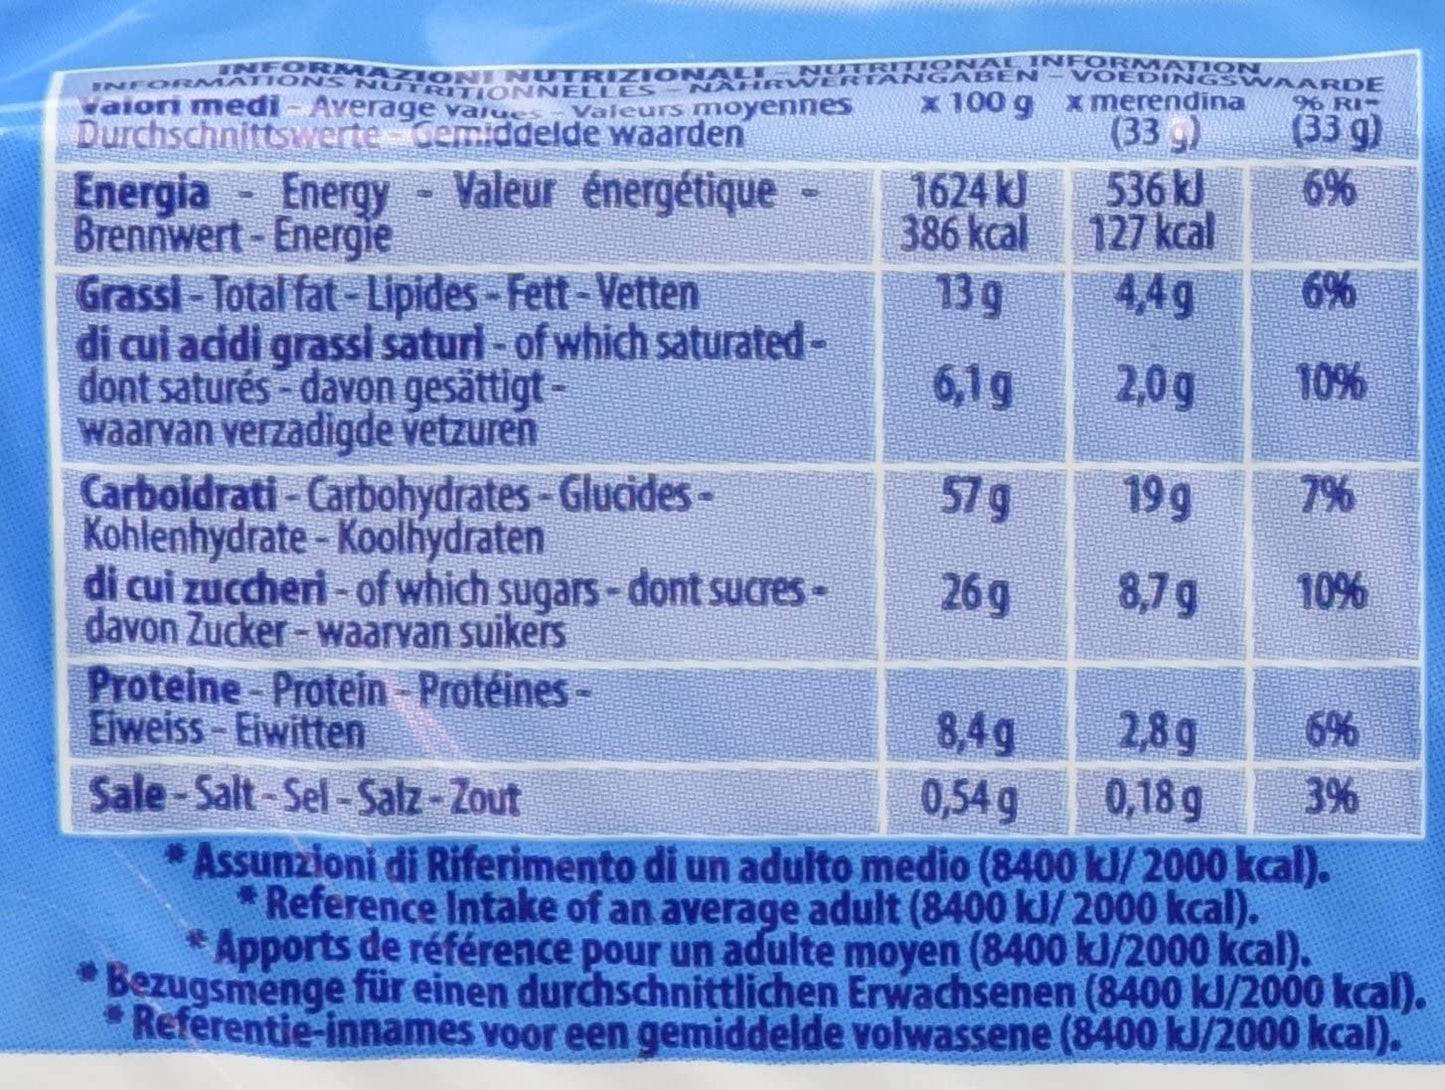 INFORMAZIONI NUTRIZIONALI - NUTRITIONAL INFORMATION
INFORMATIONS NUTRITIONNELLES - NÄHRWERTANGABEN - VOEDINGSWAARDE
Valori medi - Average values - Valeurs moyennes x 100 g x merendina % RI*
Durchschnittswerte - Gemiddelde waarden (33 g) (33 g)
Energia - Energy - Valeur énergétique - 1624 kJ 536 kJ 6%
Brennwert - Energie 386 kcal 127 kcal
Grassi - Total fat - Lipides - Fett - Vetten 13 g 4,4 g 6%
di cui acidi grassi saturi - of which saturated -
dont saturés - davon gesättigt - 6,1 g 2,0 g 10%
waarvan verzadigde vetzuren
Carboidrati - Carbohydrates - Glucides - 57 g 19 g 7%
Kohlenhydrate - Koolhydraten
di cui zuccheri - of which sugars - dont sucres - 26 g 8,7 g 10%
davon Zucker - waarvan suikers
Proteine - Protein - Protéines -
Eiweiss - Eiwitten 8,4 g 2,8 g 6%
Sale - Salt - Sel - Salz - Zout 0,54 g 0,18 g 3%
* Assunzioni di Riferimento di un adulto medio (8400 kJ/ 2000 kcal).
* Reference Intake of an average adult (8400 kJ/ 2000 kcal).
* Apports de référence pour un adulte moyen (8400 kJ/2000 kcal).
* Bezugsmenge für einen durchschnittlichen Erwachsenen (8400 kJ/2000 kcal).
* Referentie-innames voor een gemiddelde volwassene (8400 kJ/2000 kcal).